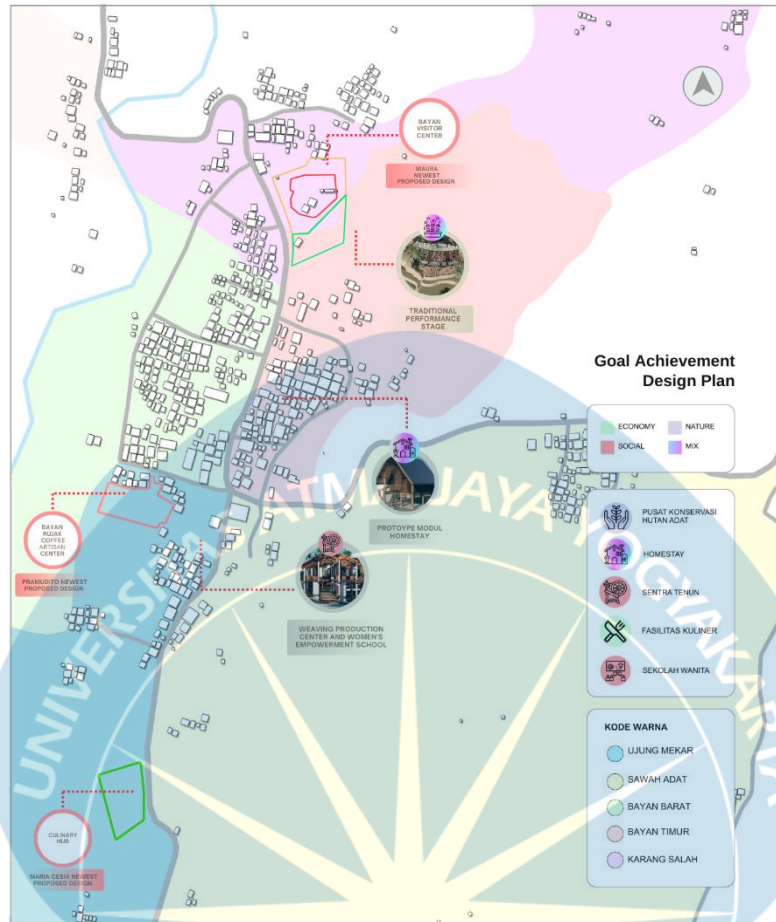 BAYAN
VISITOR
CENTER
MAURA
NEWEST
PROPOSED DESIGN
TRADITIONAL
PERFORMANCE
STAGE
Goal Achievement
Design Plan
ECONOMY
NATURE
SOCIAL
MIX
PROTOYPE MODUL
HOMESTAY
BAYAN
RUJAK
COFFEE
ARTISAN
CENTER
PRAMUDITO NEWEST
PROPOSED DESIGN
WEAVING PRODUCTION
CENTER AND WOMEN'S
EMPOWERMENT SCHOOL
PUSAT KONSERVASI
HUTAN ADAT
HOMESTAY
SENTRA TENUN
FASILITAS KULINER
SEKOLAH WANITA
KODE WARNA
UJUNG MEKAR
SAWAH ADAT
BAYAN BARAT
BAYAN TIMUR
KARANG SALAH
CULINARY
HUB
MARIA CESIA NEWEST
PROPOSED DESIGN
UNIVERSITAS ATMA JAYA YOGYAKARTA